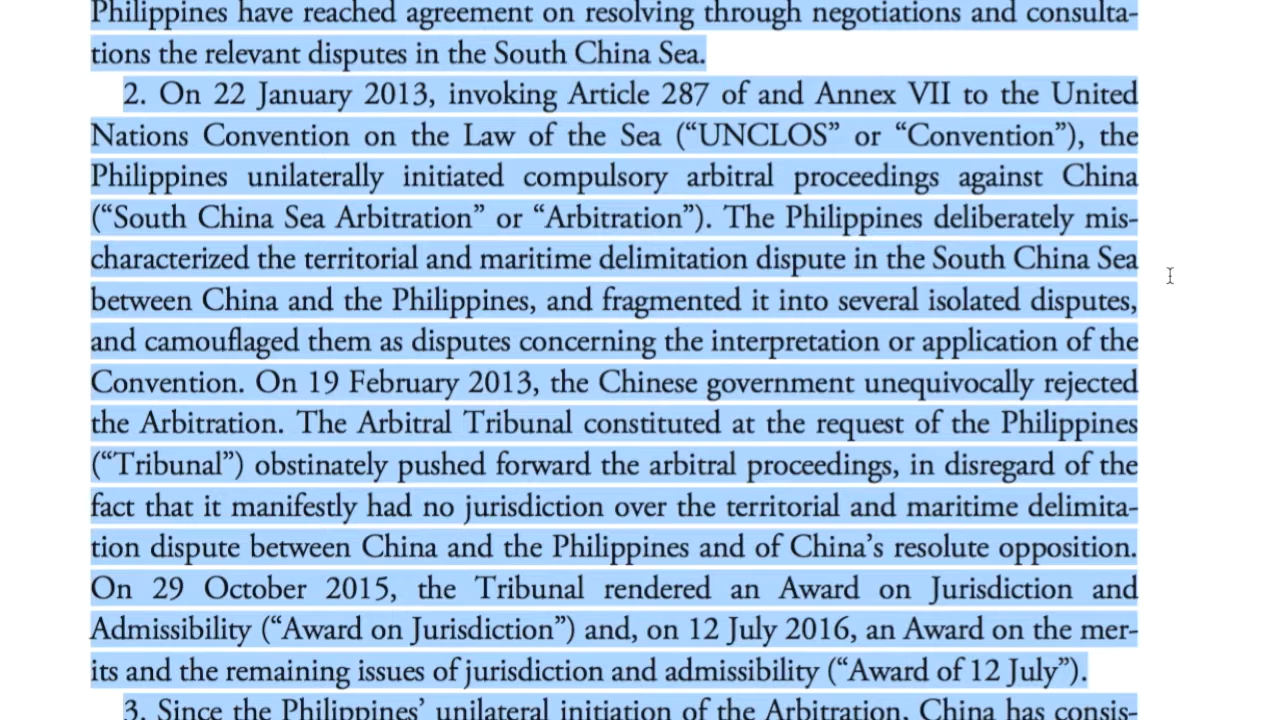 Philippines have reached agreement on resolving through negotiations and consulta-
tions the relevant disputes in the South China Sea.
2. On 22 January 2013, invoking Article 287 of and Annex VII to the United
Nations Convention on the Law of the Sea (“UNCLOS” or “Convention”), the
Philippines unilaterally initiated compulsory arbitral proceedings against China
(“South China Sea Arbitration” or “Arbitration”). The Philippines deliberately mis-
characterized the territorial and maritime delimitation dispute in the South China Sea
between China and the Philippines, and fragmented it into several isolated disputes,
and camouflaged them as disputes concerning the interpretation or application of the
Convention. On 19 February 2013, the Chinese government unequivocally rejected
the Arbitration. The Arbitral Tribunal constituted at the request of the Philippines
(“Tribunal”) obstinately pushed forward the arbitral proceedings, in disregard of the
fact that it manifestly had no jurisdiction over the territorial and maritime delimita-
tion dispute between China and the Philippines and of China’s resolute opposition.
On 29 October 2015, the Tribunal rendered an Award on Jurisdiction and
Admissibility (“Award on Jurisdiction”) and, on 12 July 2016, an Award on the mer-
its and the remaining issues of jurisdiction and admissibility (“Award of 12 July”).
3. Since the Philippines’ unilateral initiation of the Arbitration, China has consis-